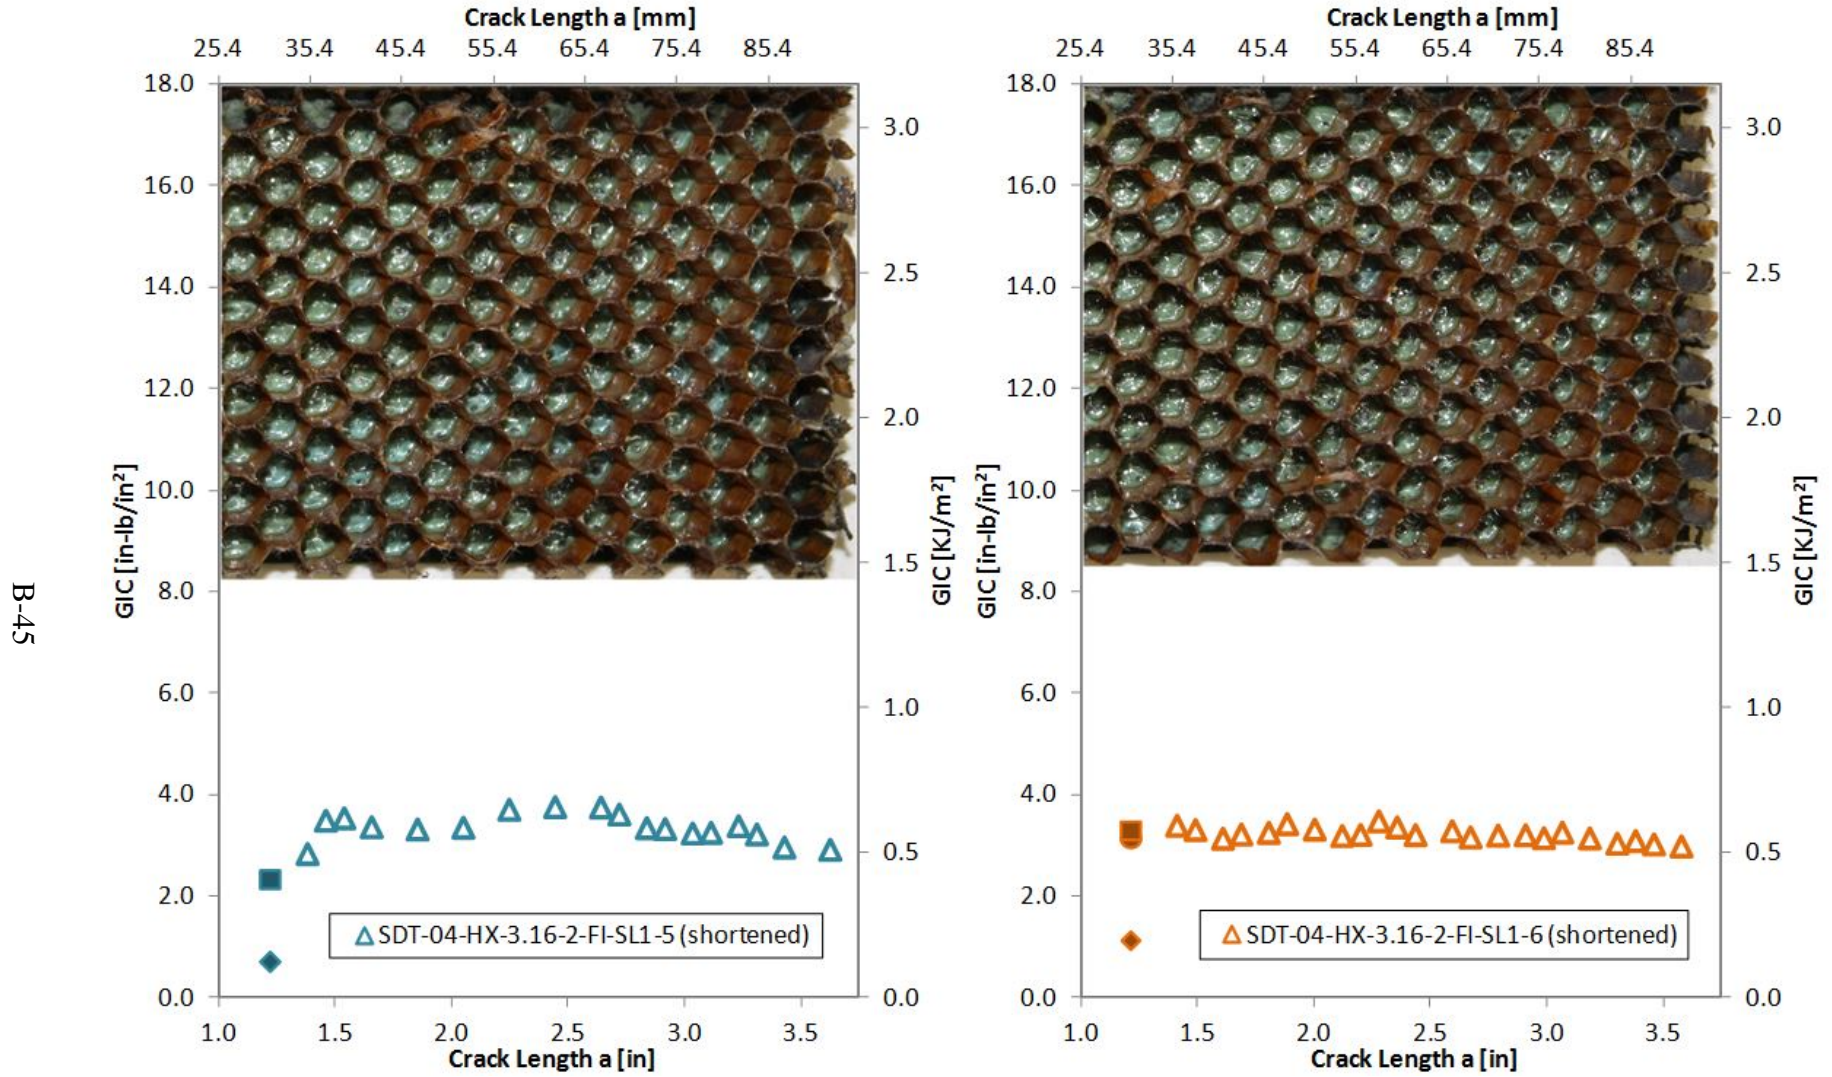 Crack Length a [mm]
25.4 35.4 45.4 55.4 65.4 75.4 85.4
18.0
16.0
14.0
12.0
10.0
8.0
6.0
4.0
2.0
0.0
GIC [in-lb/in²]
3.0
2.5
2.0
1.5
1.0
0.5
0.0
GIC [KJ/m²]
SDT-04-HX-3.16-2-FI-SL1-5 (shortened)
1.0 1.5 2.0 2.5 3.0 3.5
Crack Length a [in]
Crack Length a [mm]
25.4 35.4 45.4 55.4 65.4 75.4 85.4
18.0
16.0
14.0
12.0
10.0
8.0
6.0
4.0
2.0
0.0
GIC [in-lb/in²]
3.0
2.5
2.0
1.5
1.0
0.5
0.0
GIC [KJ/m²]
SDT-04-HX-3.16-2-FI-SL1-6 (shortened)
1.0 1.5 2.0 2.5 3.0 3.5
Crack Length a [in]
B-45